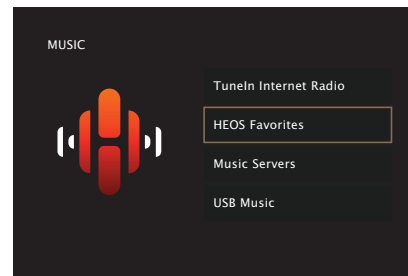 MUSIC
TuneIn Internet Radio
HEOS Favorites
Music Servers
USB Music